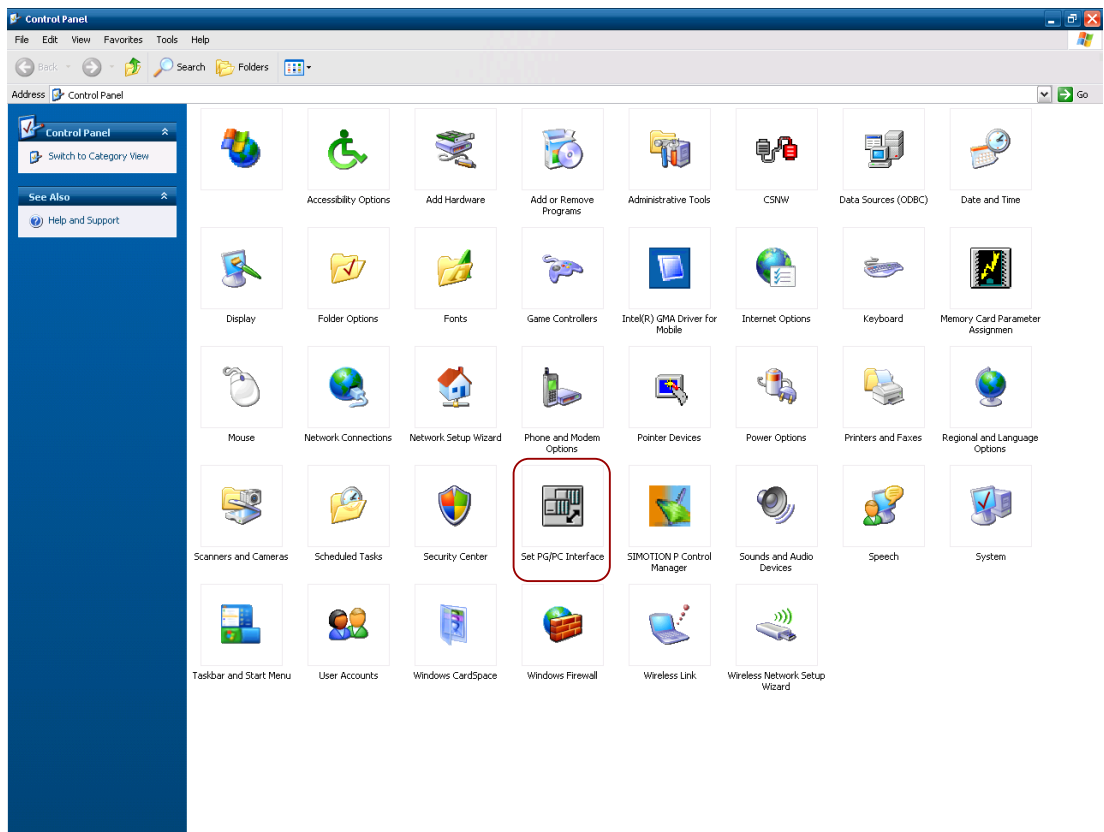 Control Panel
File Edit View Favorites Tools Help
Back Search Folders
Address Control Panel Go
Control Panel
Switch to Category View
See Also
Help and Support
Accessibility Options Add Hardware Add or Remove Programs Administrative Tools CSNW Data Sources (ODBC) Date and Time
Display Folder Options Fonts Game Controllers Intel(R) GMA Driver for Mobile Internet Options Keyboard Memory Card Parameter Assignmen
Mouse Network Connections Network Setup Wizard Phone and Modem Options Pointer Devices Power Options Printers and Faxes Regional and Language Options
Scanners and Cameras Scheduled Tasks Security Center Set PG/PC Interface SIMOTION P Control Manager Sounds and Audio Devices Speech System
Taskbar and Start Menu User Accounts Windows CardSpace Windows Firewall Wireless Link Wireless Network Setup Wizard